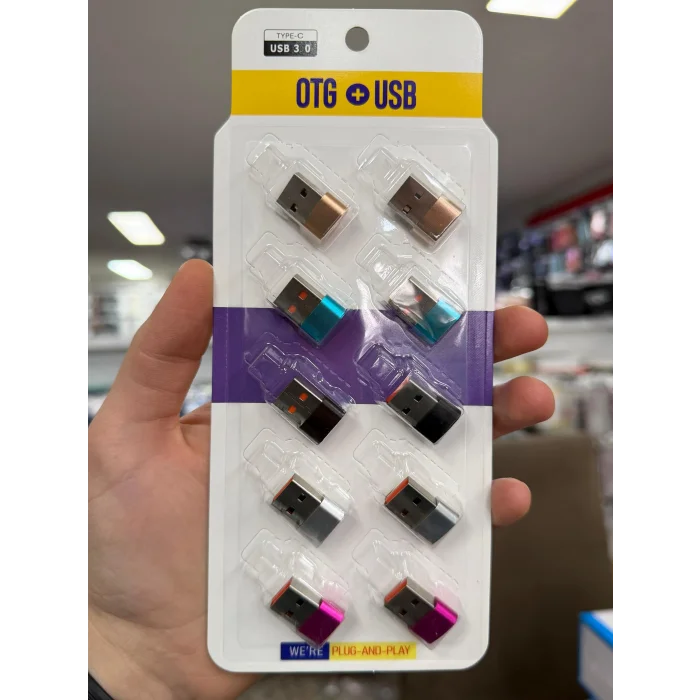 TYPE-C
USB 3.0
OTG + USB
WE'RE PLUG-AND-PLAY